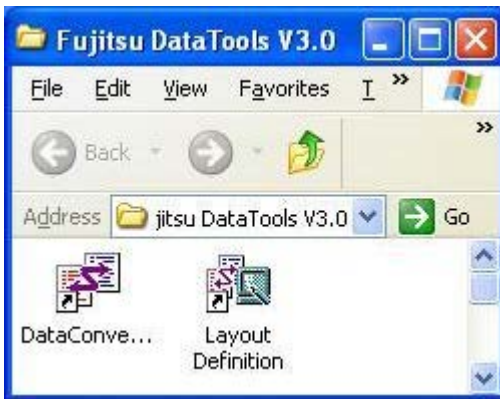 Fujitsu DataTools V3.0
File Edit View Favorites T »
Back »
Address jitsu DataTools V3.0 Go
DataConve... Layout
Definition